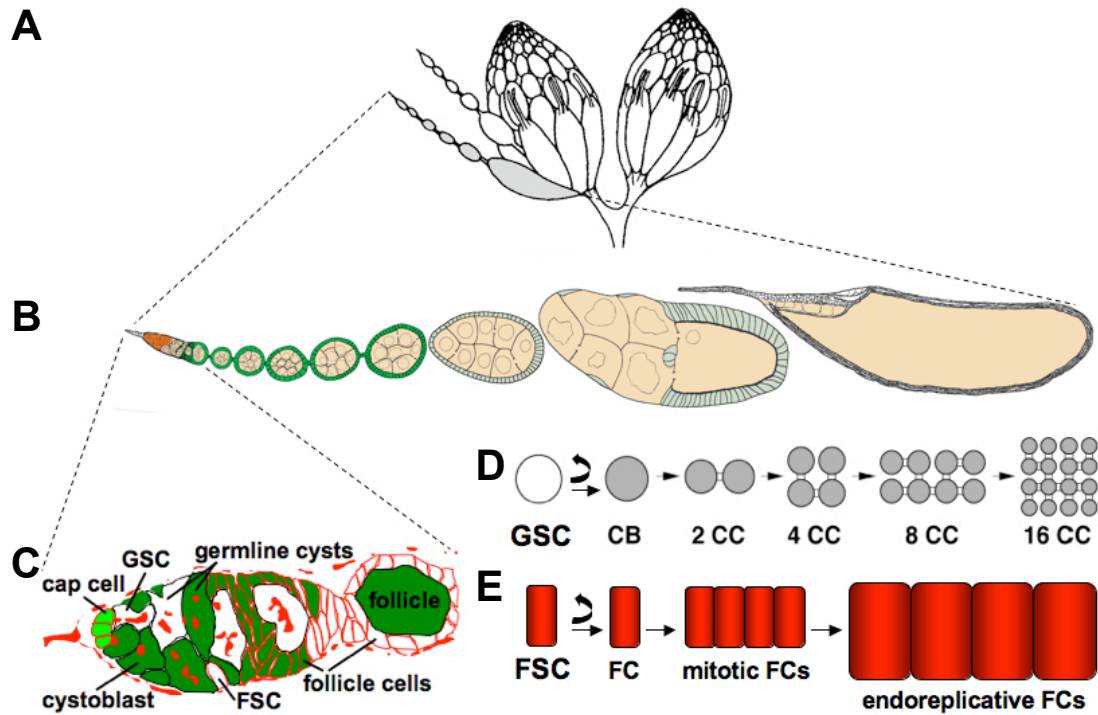 A
B
D
GSC
CB
2 CC
4 CC
8 CC
16 CC
C
GSC
germline cysts
cap cell
follicle
cystoblast
FSC
follicle cells
E
FSC
FC
mitotic FCs
endoreplicative FCs